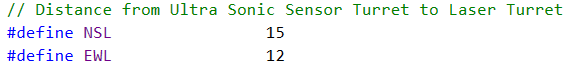 // Distance from Ultra Sonic Sensor Turret to Laser Turret
#define NSL 15
#define EWL 12